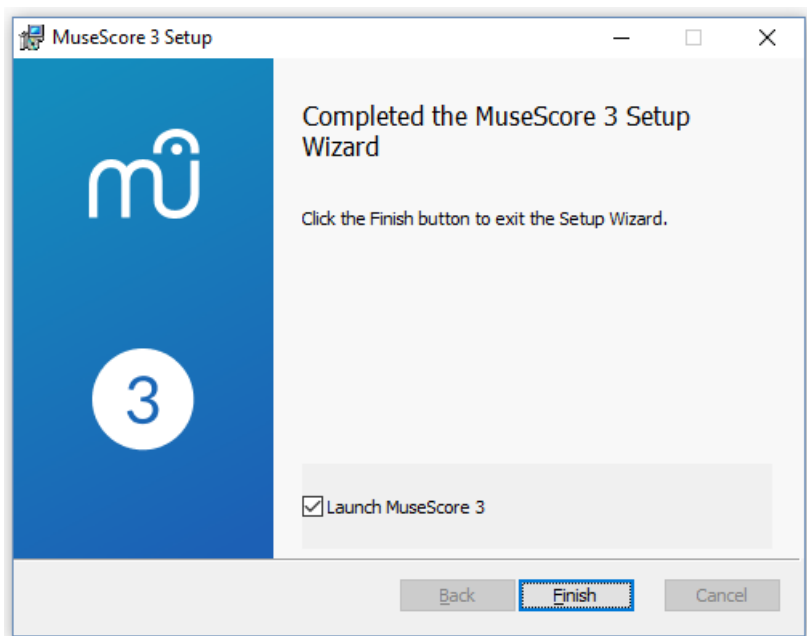 MuseScore 3 Setup
mu
Completed the MuseScore 3 Setup
Wizard
Click the Finish button to exit the Setup Wizard.
3
Launch MuseScore 3
Back
Finish
Cancel